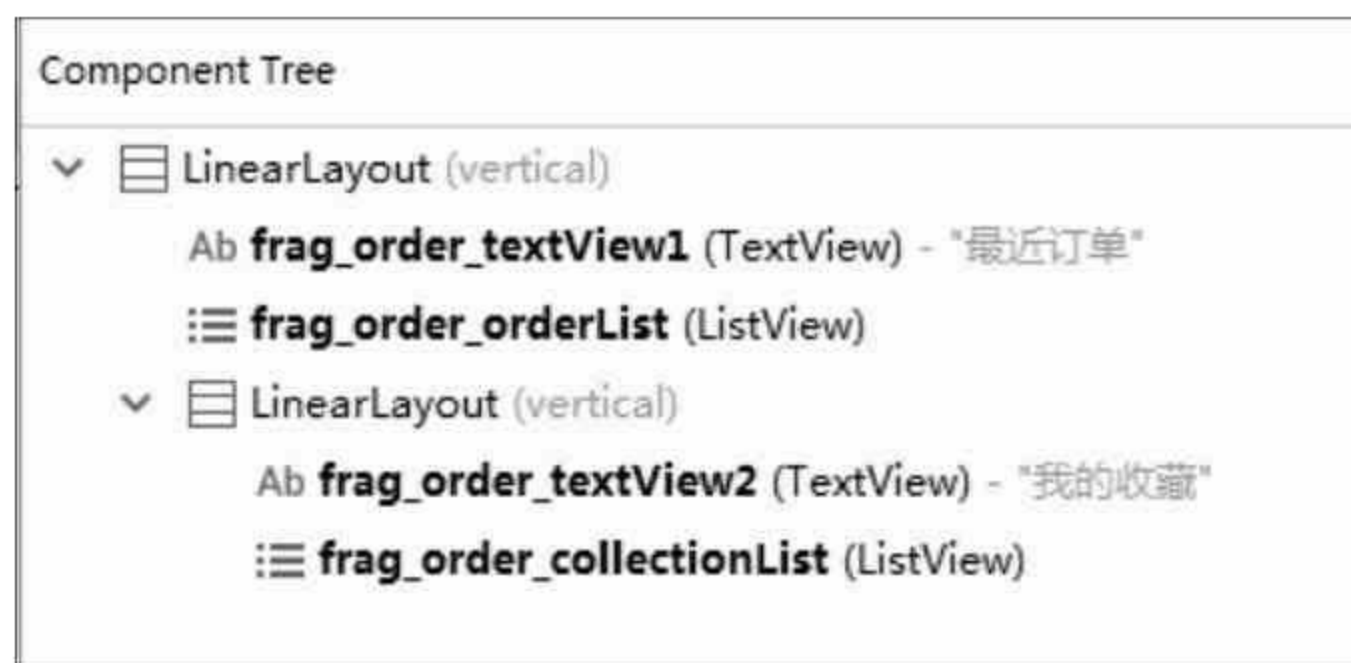 Component Tree
LinearLayout (vertical)
Ab frag_order_textView1 (TextView) - "最近订单"
frag_order_orderList (ListView)
LinearLayout (vertical)
Ab frag_order_textView2 (TextView) - "我的收藏"
frag_order_collectionList (ListView)